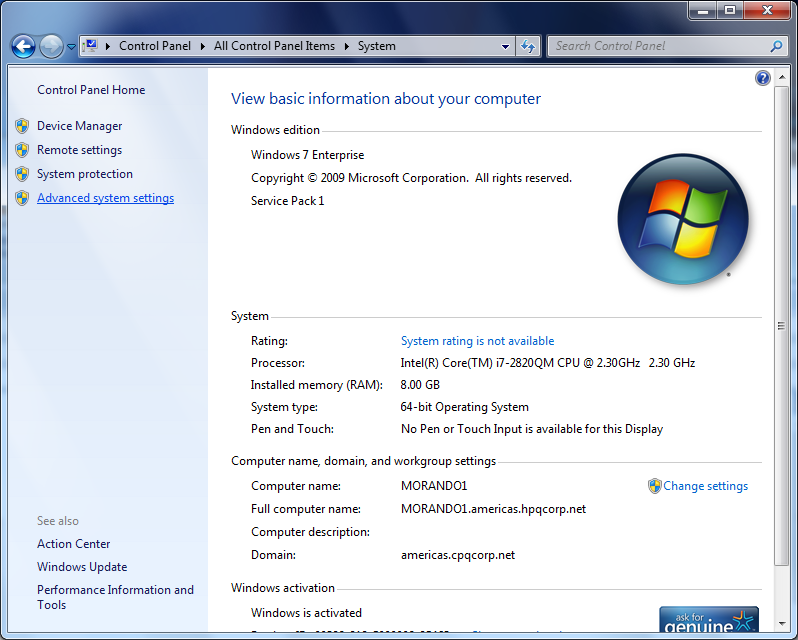 Control Panel ▸ All Control Panel Items ▸ System
Search Control Panel
Control Panel Home
Device Manager
Remote settings
System protection
Advanced system settings
See also
Action Center
Windows Update
Performance Information and
Tools
View basic information about your computer
Windows edition
Windows 7 Enterprise
Copyright © 2009 Microsoft Corporation. All rights reserved.
Service Pack 1
System
Rating: System rating is not available
Processor: Intel(R) Core(TM) i7-2820QM CPU @ 2.30GHz 2.30 GHz
Installed memory (RAM): 8.00 GB
System type: 64-bit Operating System
Pen and Touch: No Pen or Touch Input is available for this Display
Computer name, domain, and workgroup settings
Computer name: MORANDO1
Change settings
Full computer name: MORANDO1.americas.hpqcorp.net
Computer description:
Domain: americas.cpqcorp.net
Windows activation
Windows is activated
ask for
genuine